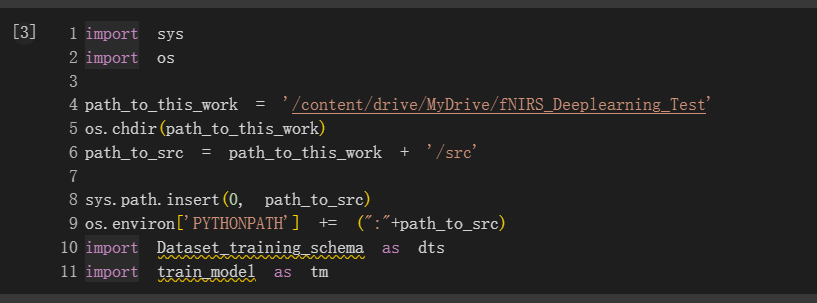 [3]
1 import sys
2 import os
3
4 path_to_this_work = '/content/drive/MyDrive/fNIRS_Deeplearning_Test'
5 os.chdir(path_to_this_work)
6 path_to_src = path_to_this_work + '/src'
7
8 sys.path.insert(0, path_to_src)
9 os.environ['PYTHONPATH'] += (":"+path_to_src)
10 import Dataset_training_schema as dts
11 import train_model as tm